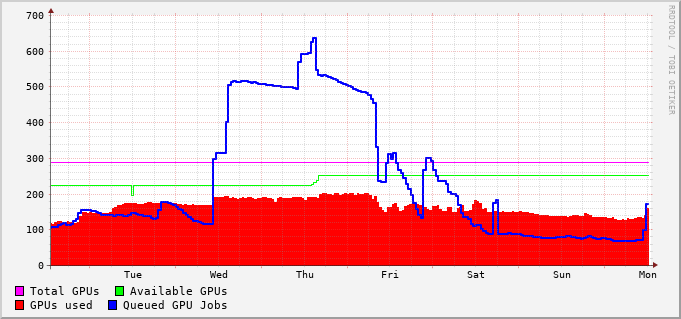 700
600
500
400
300
200
100
0
Tue Wed Thu Fri Sat Sun Mon
Total GPUs Available GPUs
GPUs used Queued GPU Jobs
RRDTOOL / TOBI OETIKER